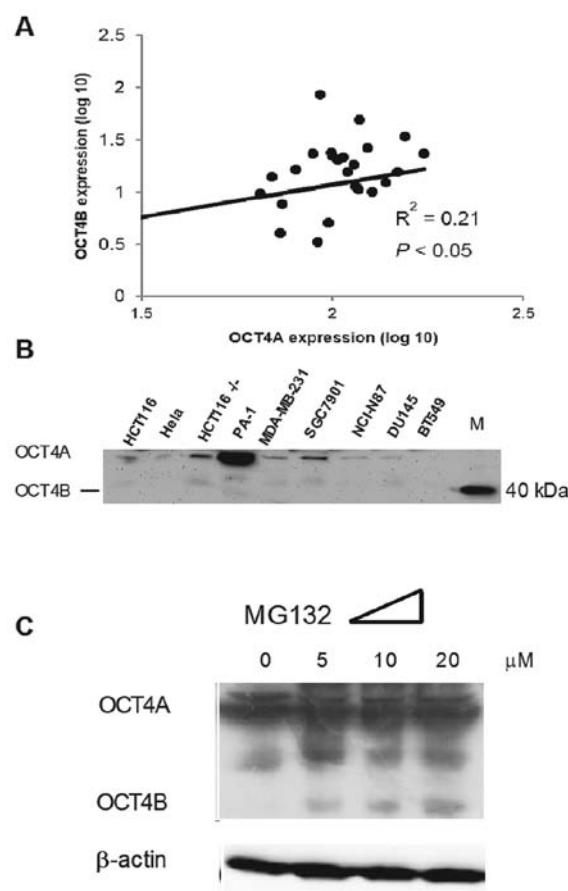 A
OCT4B expression (log 10)
2.5
2
1.5
1
0.5
0
1.5
2
2.5
R² = 0.21
P < 0.05
OCT4A expression (log 10)
B
HCT116
Hela
HCT116 -/-
PA-1
MDA-MB-231
SGC7901
NCI-N87
DU145
BT549
M
OCT4A
OCT4B
40 kDa
C
MG132
0 5 10 20 μM
OCT4A
OCT4B
β-actin